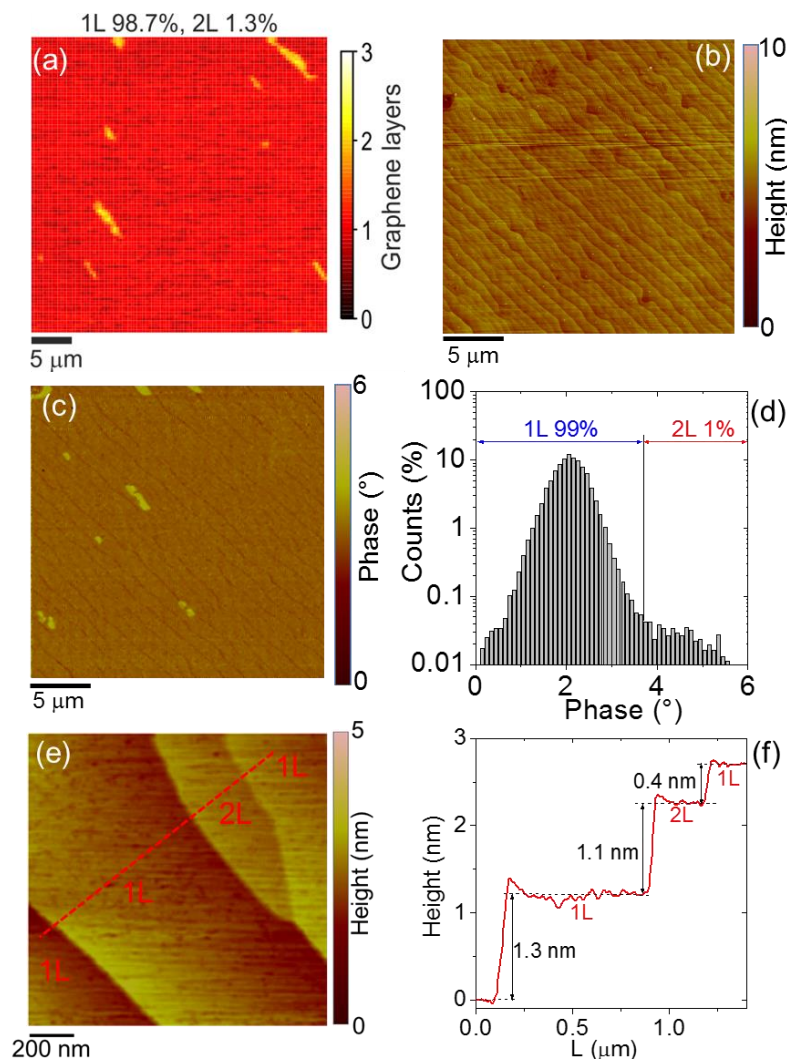 1L 98.7%, 2L 1.3%
(a)
3
2
1
0
Graphene layers
5 μm
(b)
10
0
Height (nm)
5 μm
(c)
6
0
Phase (°)
5 μm
(d)
100
10
1
0.1
0.01
Counts (%)
1L 99%
2L 1%
0 2 4 6
Phase (°)
(e)
1L
2L
1L
1L
5
0
Height (nm)
200 nm
(f)
3
2
1
0
Height (nm)
0.4 nm
1L
2L
1.1 nm
1L
1.3 nm
0.0 0.5 1.0
L (μm)